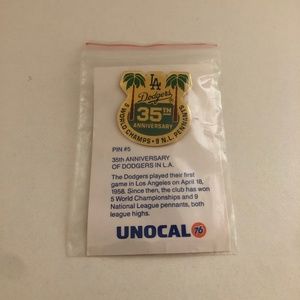 LA
Dodgers
35TH
ANNIVERSARY
5 WORLD CHAMPS • 9 N.L. PENNANTS
PIN #5
35th ANNIVERSARY
OF DODGERS IN L.A.
The Dodgers played their first
game in Los Angeles on April 18,
1958. Since then, the club has won
5 World Championships and 9
National League pennants, both
league highs.
UNOCAL 76